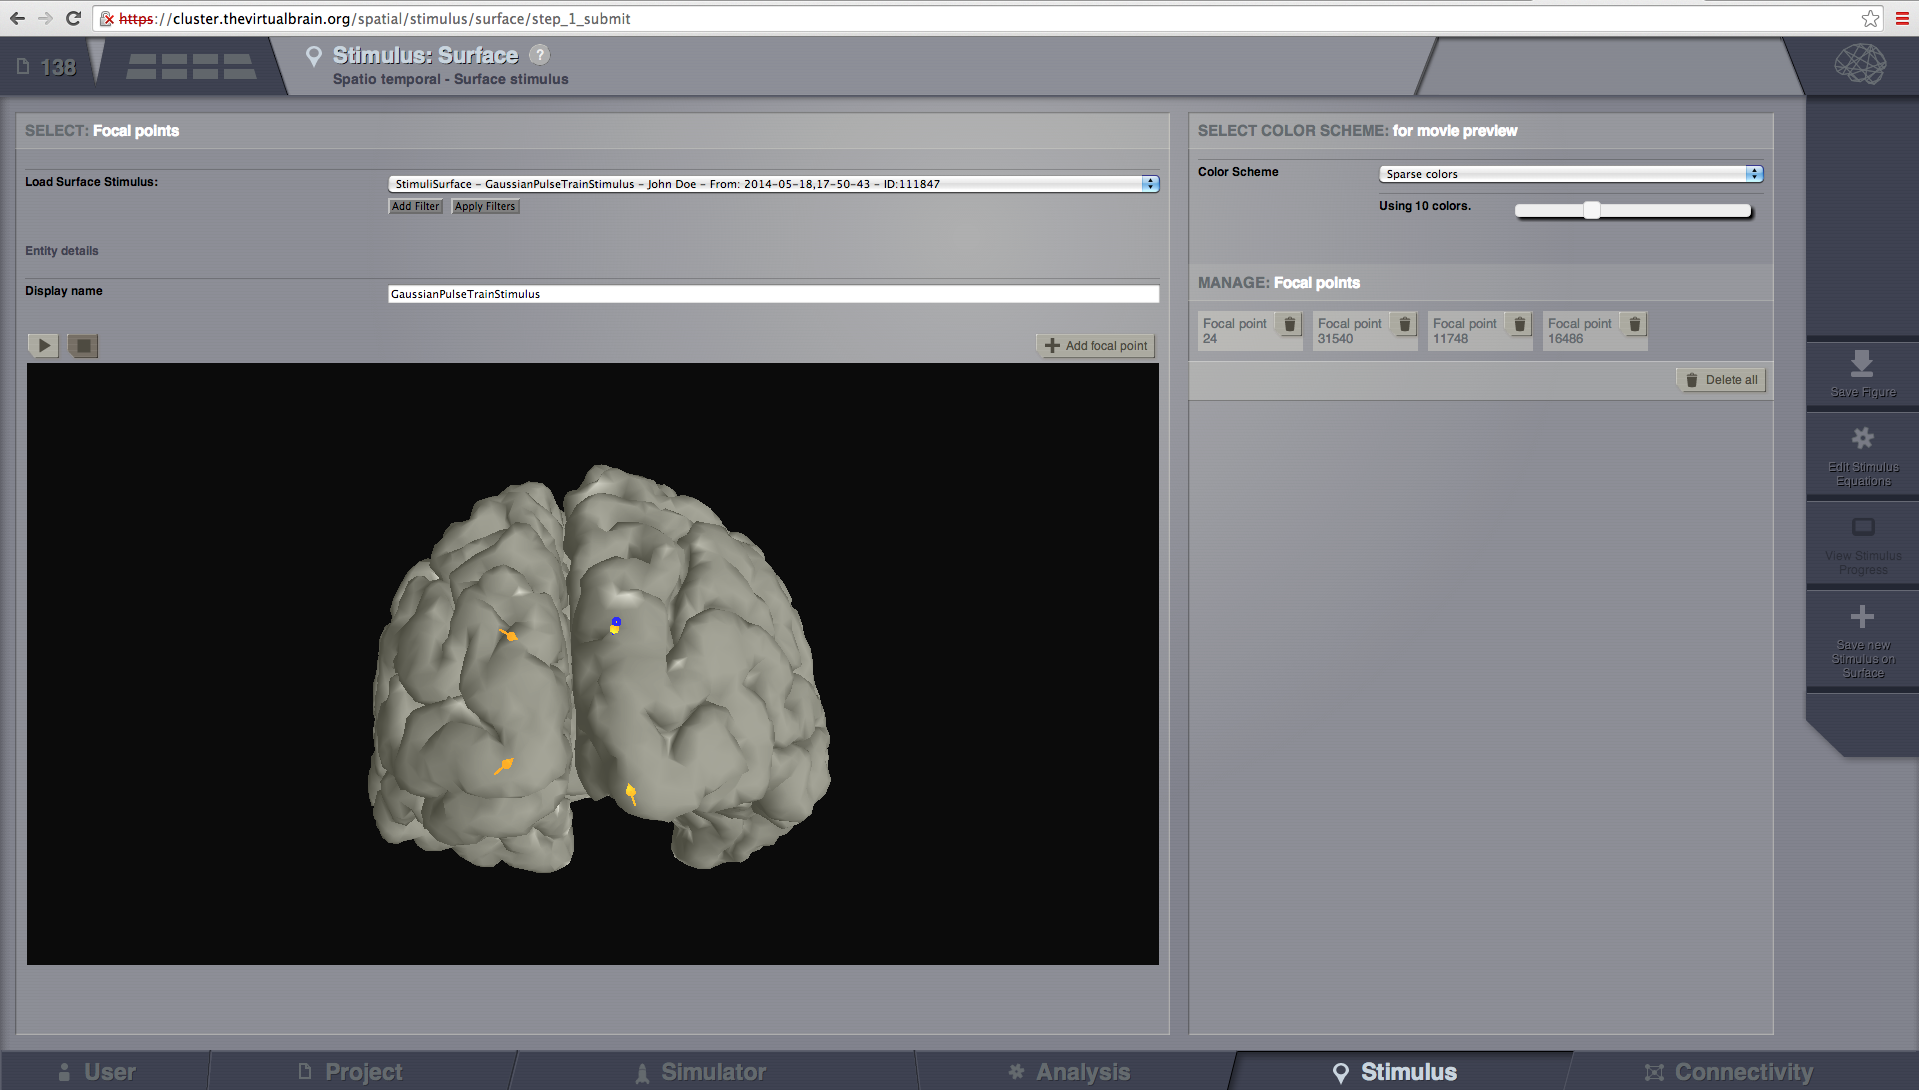 https://cluster.thevirtualbrain.org/spatial/stimulus/surface/step_1_submit
138
Stimulus: Surface ?
Spatio temporal - Surface stimulus
SELECT: Focal points
Load Surface Stimulus:
StimuliSurface - GaussianPulseTrainStimulus - John Doe - From: 2014-05-18,17-50-43 - ID:111847
Add Filter Apply Filters
Entity details
Display name
GaussianPulseTrainStimulus
Add focal point
SELECT COLOR SCHEME: for movie preview
Color Scheme
Sparse colors
Using 10 colors.
MANAGE: Focal points
Focal point
24
Focal point
31540
Focal point
11748
Focal point
16486
Delete all
Save Figure
Edit Stimulus
Equations
View Stimulus
Progress
Save new
Stimulus on
Surface
User
Project
Simulator
Analysis
Stimulus
Connectivity